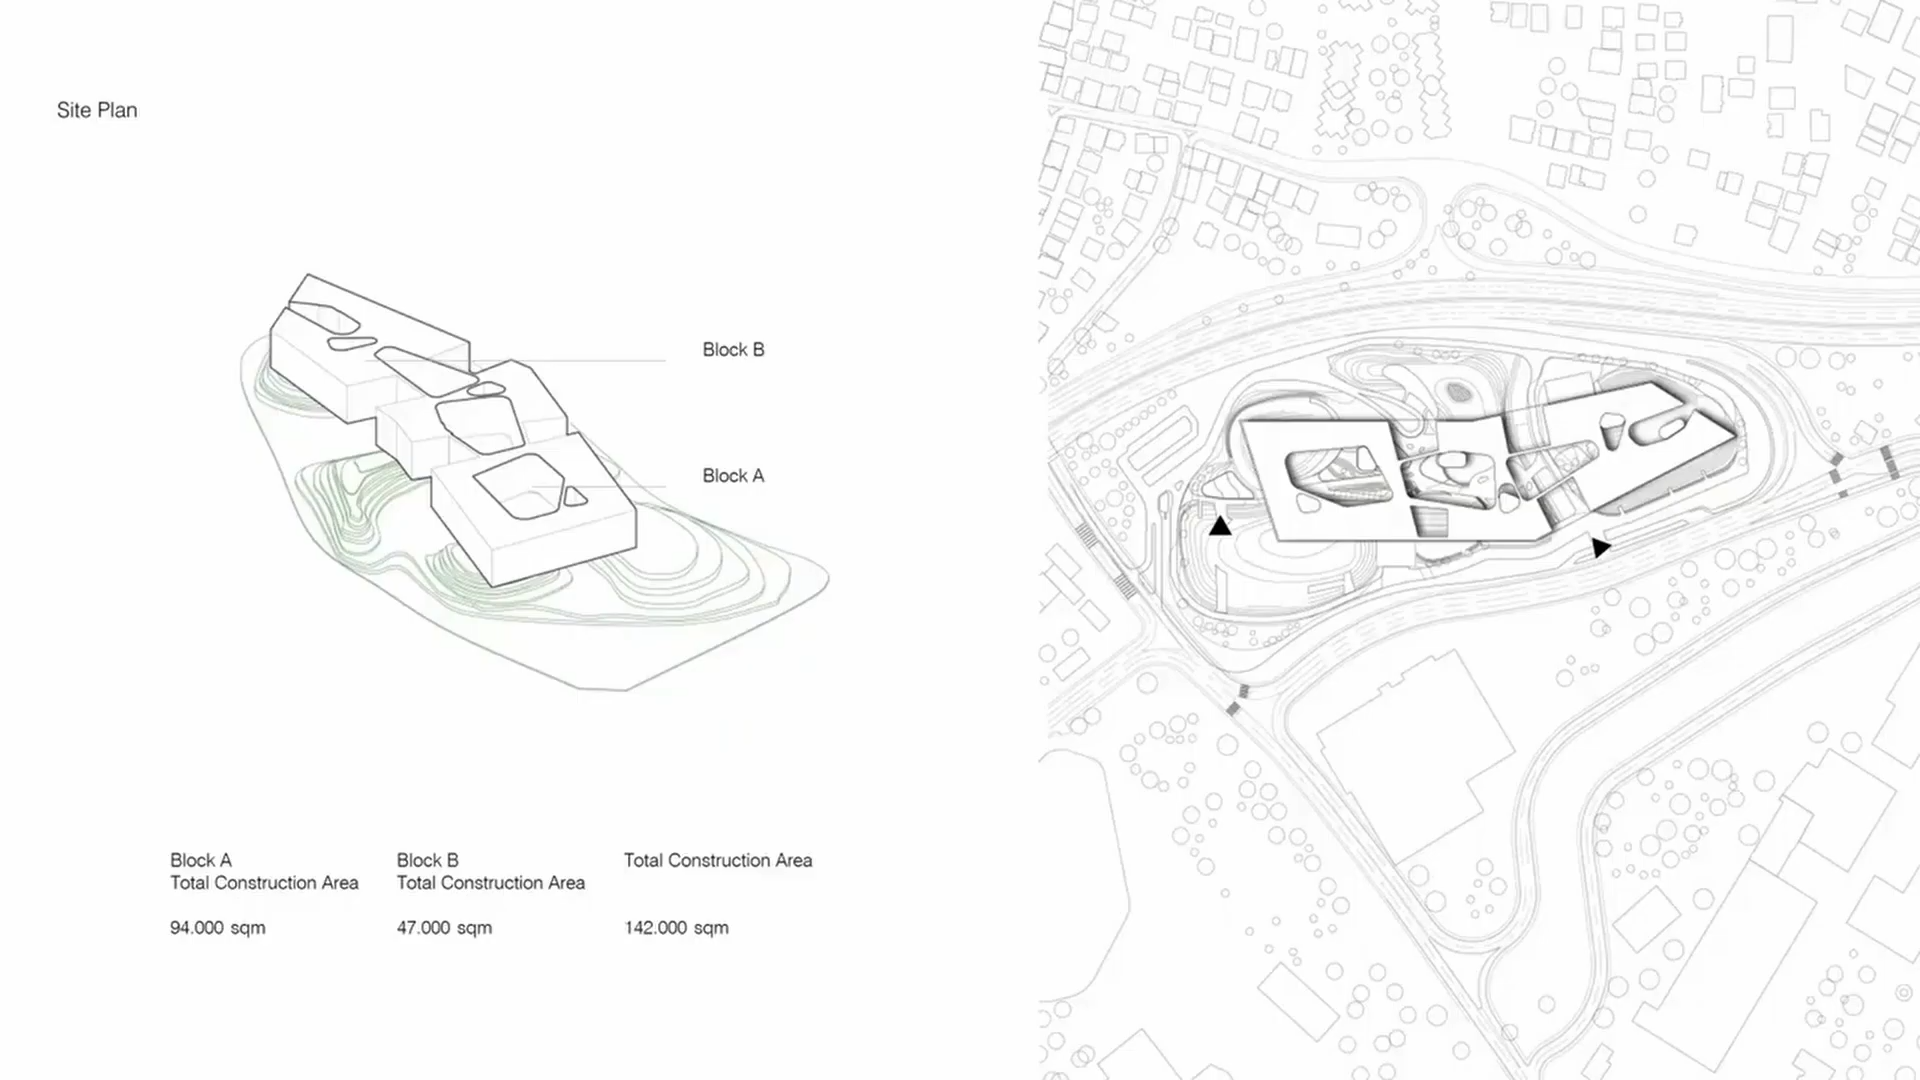 Site Plan
Block B
Block A
Block A
Total Construction Area
94.000 sqm
Block B
Total Construction Area
47.000 sqm
Total Construction Area
142.000 sqm